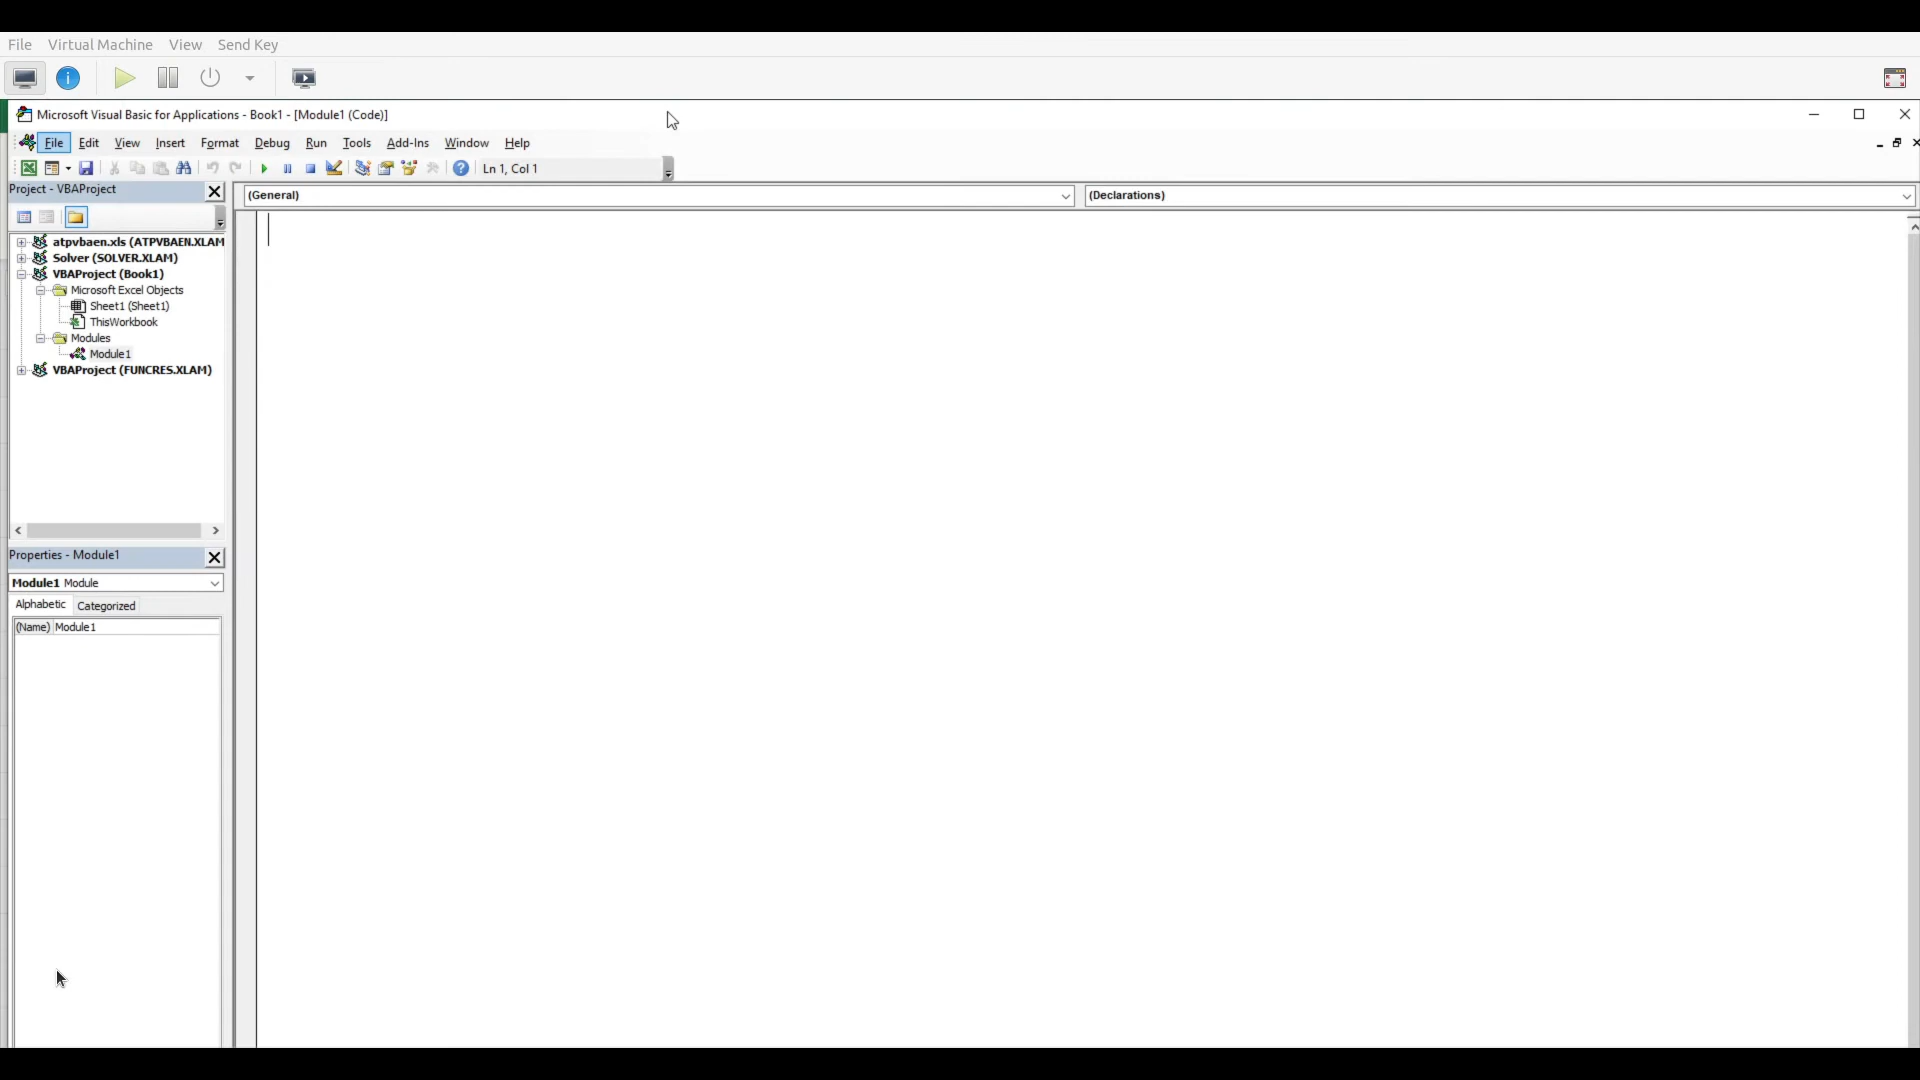 File Virtual Machine View Send Key
Microsoft Visual Basic for Applications - Book1 - [Module1 (Code)]
File Edit View Insert Format Debug Run Tools Add-Ins Window Help
Ln 1, Col 1
Project - VBAProject
(General)
(Declarations)
atpvbaen.xls (ATPVBAEN.XLAM
Solver (SOLVER.XLAM)
VBAProject (Book1)
Microsoft Excel Objects
Sheet1 (Sheet1)
ThisWorkbook
Modules
Module1
VBAProject (FUNCRES.XLAM)
Properties - Module1
Module1 Module
Alphabetic Categorized
(Name) Module1